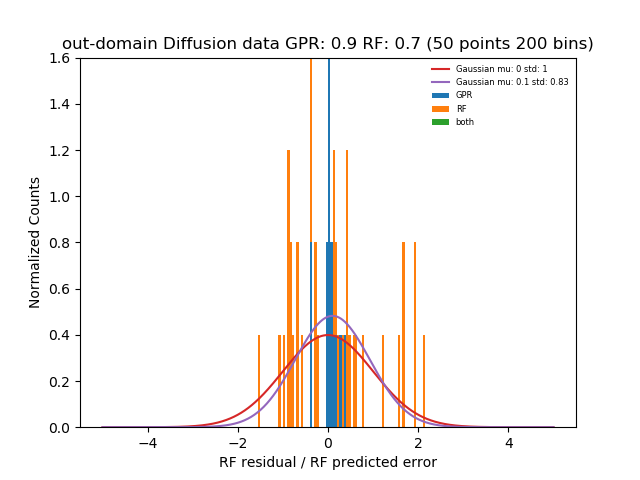 out-domain Diffusion data GPR: 0.9 RF: 0.7 (50 points 200 bins)
Gaussian mu: 0 std: 1
Gaussian mu: 0.1 std: 0.83
GPR
RF
both
Normalized Counts
1.6
1.4
1.2
1.0
0.8
0.6
0.4
0.2
0.0
−4 −2 0 2 4
RF residual / RF predicted error